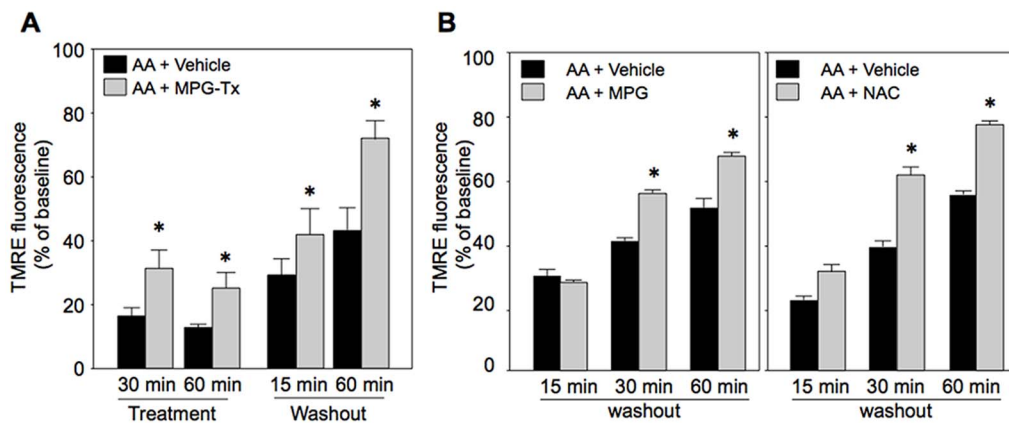 A
TMRE fluorescence
(% of baseline)
100
80
60
40
20
0
AA + Vehicle
AA + MPG-Tx
*
*
*
*
30 min 60 min 15 min 60 min
Treatment Washout
B
TMRE fluorescence
(% of baseline)
100
80
60
40
20
0
AA + Vehicle
AA + MPG
*
*
15 min 30 min 60 min
washout
AA + Vehicle
AA + NAC
*
*
15 min 30 min 60 min
washout